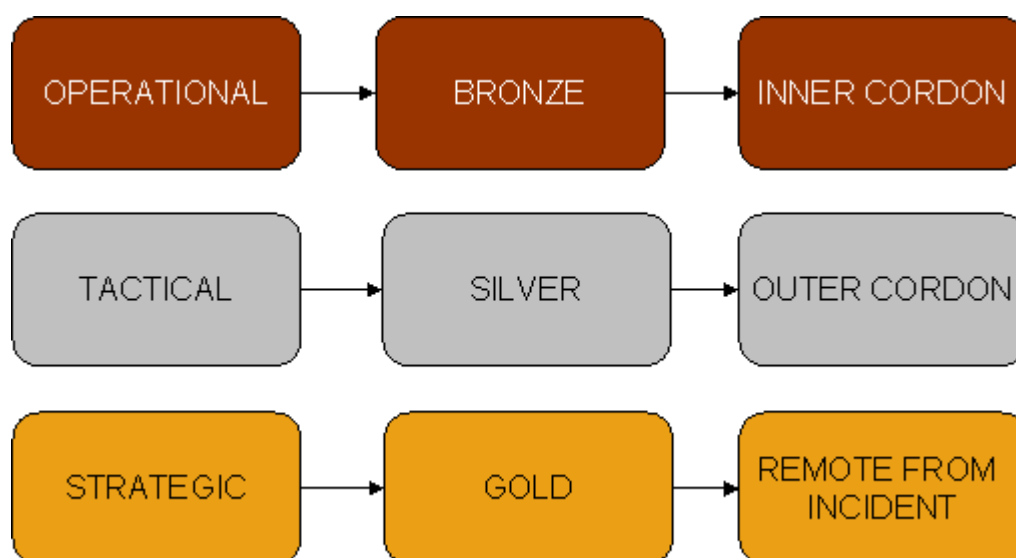 OPERATIONAL
BRONZE
INNER CORDON
TACTICAL
SILVER
OUTER CORDON
STRATEGIC
GOLD
REMOTE FROM
INCIDENT